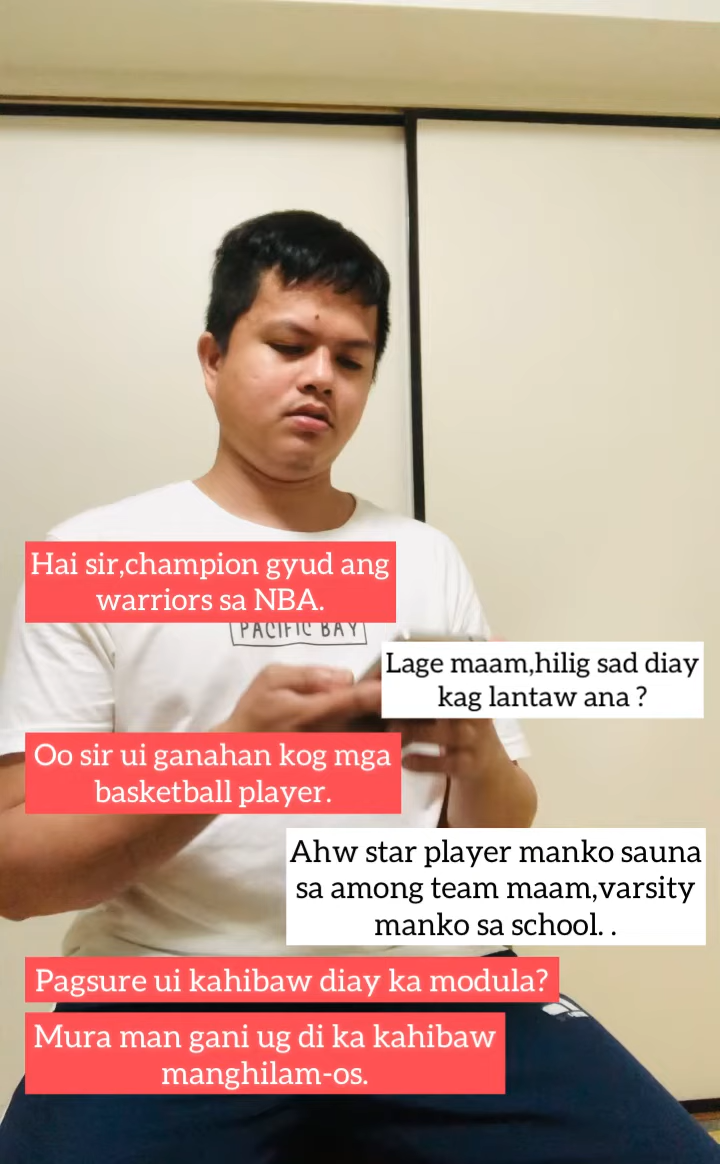 Hai sir,champion gyud ang
warriors sa NBA.
PACIFIC BAY
Lage maam,hilig sad diay
kag lantaw ana ?
Oo sir ui ganahan kog mga
basketball player.
Ahw star player manko sauna
sa among team maam,varsity
manko sa school. .
Pagsure ui kahibaw diay ka modula?
Mura man gani ug di ka kahibaw
manghilam-os.